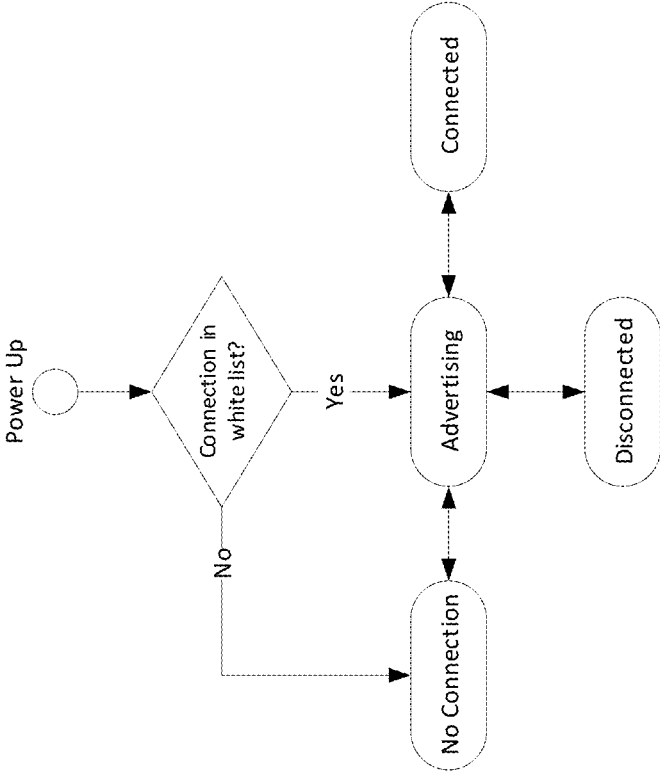 Power Up
Connection in
white list?
No
Yes
No Connection
Advertising
Connected
Disconnected